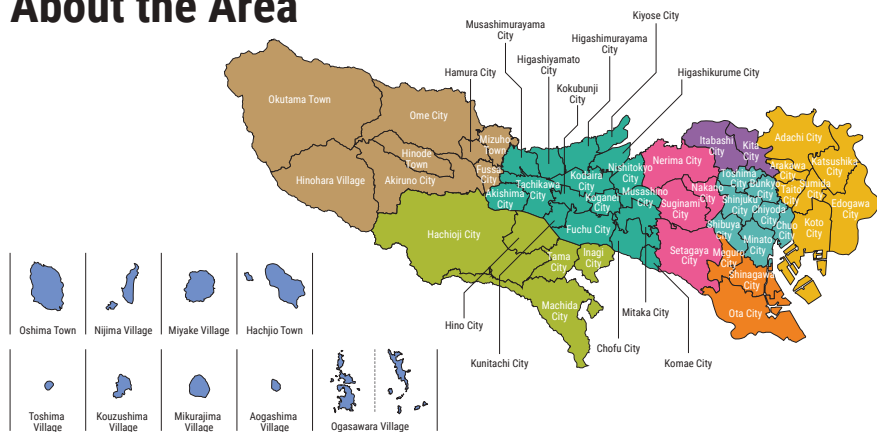 About the Area
Kiyose City
Musashimurayama
City
Higashimurayama
City
Higashiyamato
City
Hamura City
Kokubunji
City
Higashikurume City
Okutama Town
Ome City
Mizuho
Town
Hinode
Town
Fussa
City
Hinohara Village
Akiruno City
Akishima
City
Tachikawa
City
Kodaira
City
Koganei
City
Nishitokyo
City
Musashino
City
Fuchu City
Nerima City
Nakano
City
Suginami
City
Setagaya
City
Itabashi
City
Kita
City
Adachi City
Arakawa
City
Katsushika
City
Toshima
City
Bunkyo
City
Taito
City
Sumida
City
Edogawa
City
Shinjuku
City
Chiyoda
City
Shibuya
City
Chuo
City
Koto
City
Minato
City
Meguro
City
Shinagawa
City
Ota City
Hachioji City
Tama
City
Inagi
City
Machida
City
Hino City
Kunitachi City
Chofu City
Mitaka City
Komae City
Oshima Town
Nijima Village
Miyake Village
Hachjio Town
Toshima
Village
Kouzushima
Village
Mikurajima
Village
Aogashima
Village
Ogasawara Village